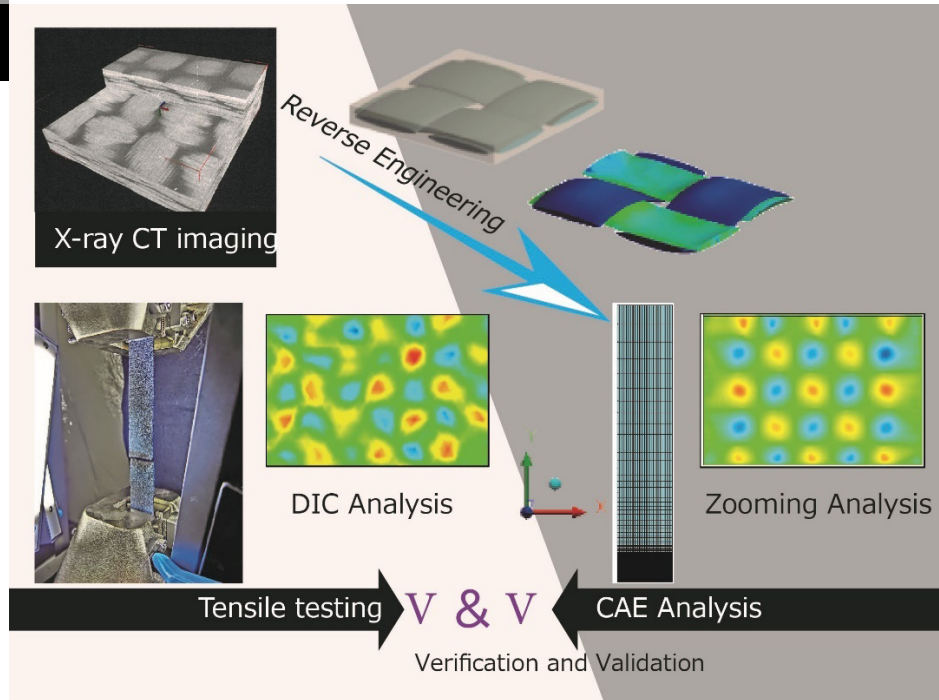 Reverse Engineering
X-ray CT imaging
DIC Analysis
Zooming Analysis
Tensile testing
V & V
CAE Analysis
Verification and Validation